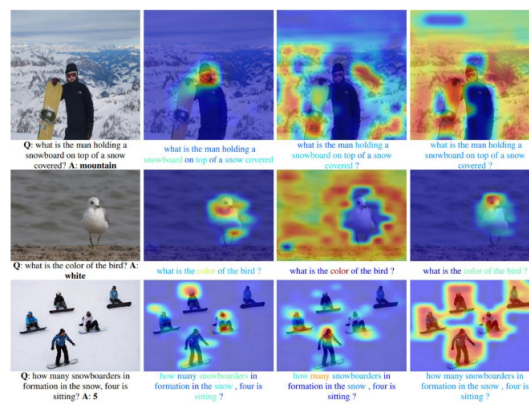 Q: what is the man holding a
snowboard on top of a snow
covered? A: mountain
what is the man holding a
snowboard on top of a snow covered
what is the man holding a
snowboard on top of a snow
covered ?
what is the man holding a
snowboard on top of a snow
covered ?
Q: what is the color of the bird? A:
white
what is the color of the bird ?
what is the color of the bird ?
what is the color of the bird ?
Q: how many snowboarders in
formation in the snow, four is
sitting? A: 5
how many snowboarders in
formation in the snow , four is
sitting ?
how many snowboarders in
formation in the snow , four is
sitting ?
how many snowboarders in
formation in the snow , four is
sitting ?